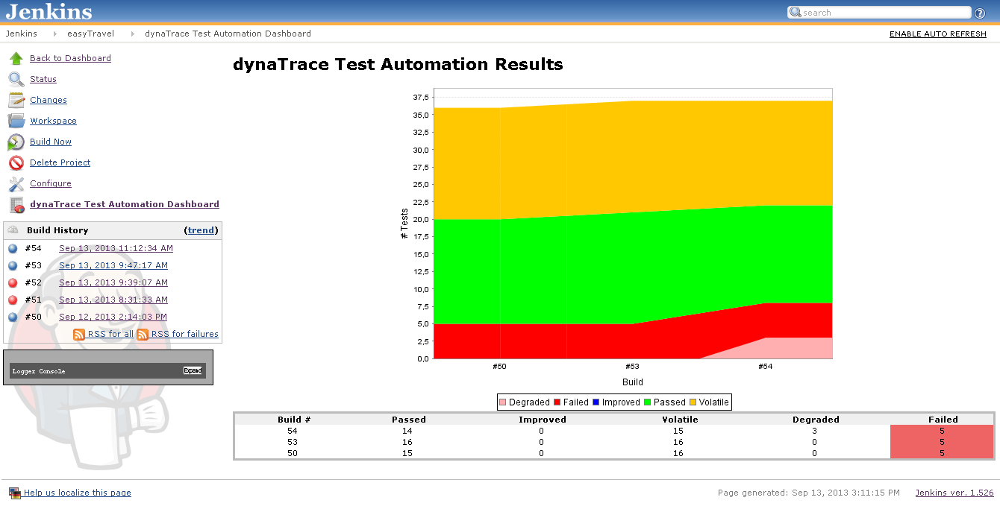 Jenkins
search
Jenkins easyTravel dynaTrace Test Automation Dashboard
ENABLE AUTO REFRESH
Back to Dashboard
Status
Changes
Workspace
Build Now
Delete Project
Configure
dynaTrace Test Automation Dashboard
Build History (trend)
#54 Sep 13, 2013 11:12:34 AM
#53 Sep 13, 2013 9:47:17 AM
#52 Sep 13, 2013 9:39:07 AM
#51 Sep 13, 2013 8:31:33 AM
#50 Sep 12, 2013 2:14:03 PM
RSS for all RSS for failures
Logger Console Expand
dynaTrace Test Automation Results
37,5
35,0
32,5
30,0
27,5
25,0
22,5
20,0
17,5
15,0
12,5
10,0
7,5
5,0
2,5
0,0
# Tests
#50 #53 #54
Build
Degraded Failed Improved Passed Volatile
Build # Passed Improved Volatile Degraded Failed
54 14 0 15 3 5
53 16 0 16 0 5
50 15 0 16 0 5
Help us localize this page
Page generated: Sep 13, 2013 3:11:15 PM Jenkins ver. 1.526